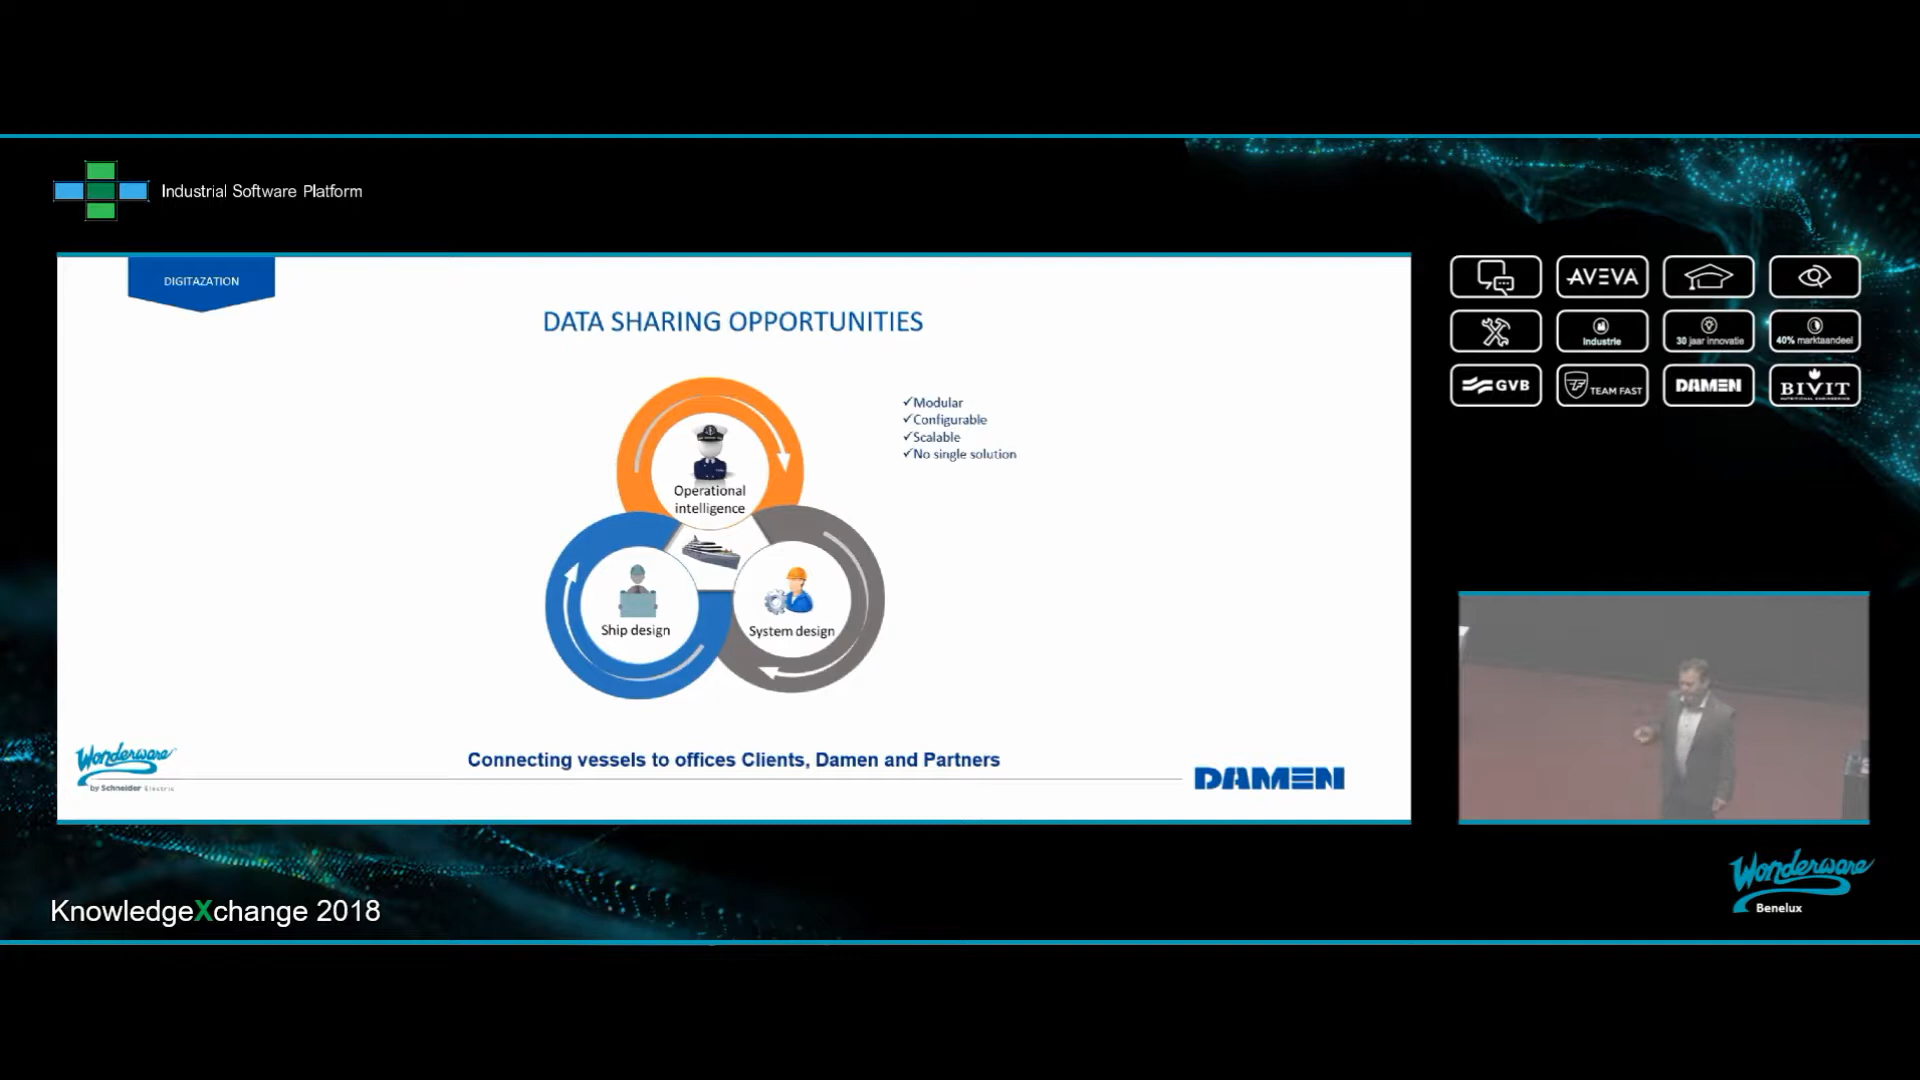 Industrial Software Platform
DIGITAZATION
DATA SHARING OPPORTUNITIES
✓Modular
✓Configurable
✓Scalable
✓No single solution
Operational
intelligence
Ship design
System design
Connecting vessels to offices Clients, Damen and Partners
Wonderware
by Schneider Electric
DAMEN
AVEVA
Industrie
30 jaar innovatie
40% marktaandeel
GVB
TEAM FAST
DAMEN
BIVIT
NUTRITIONAL ENGINEERING
KnowledgeXchange 2018
Wonderware
Benelux